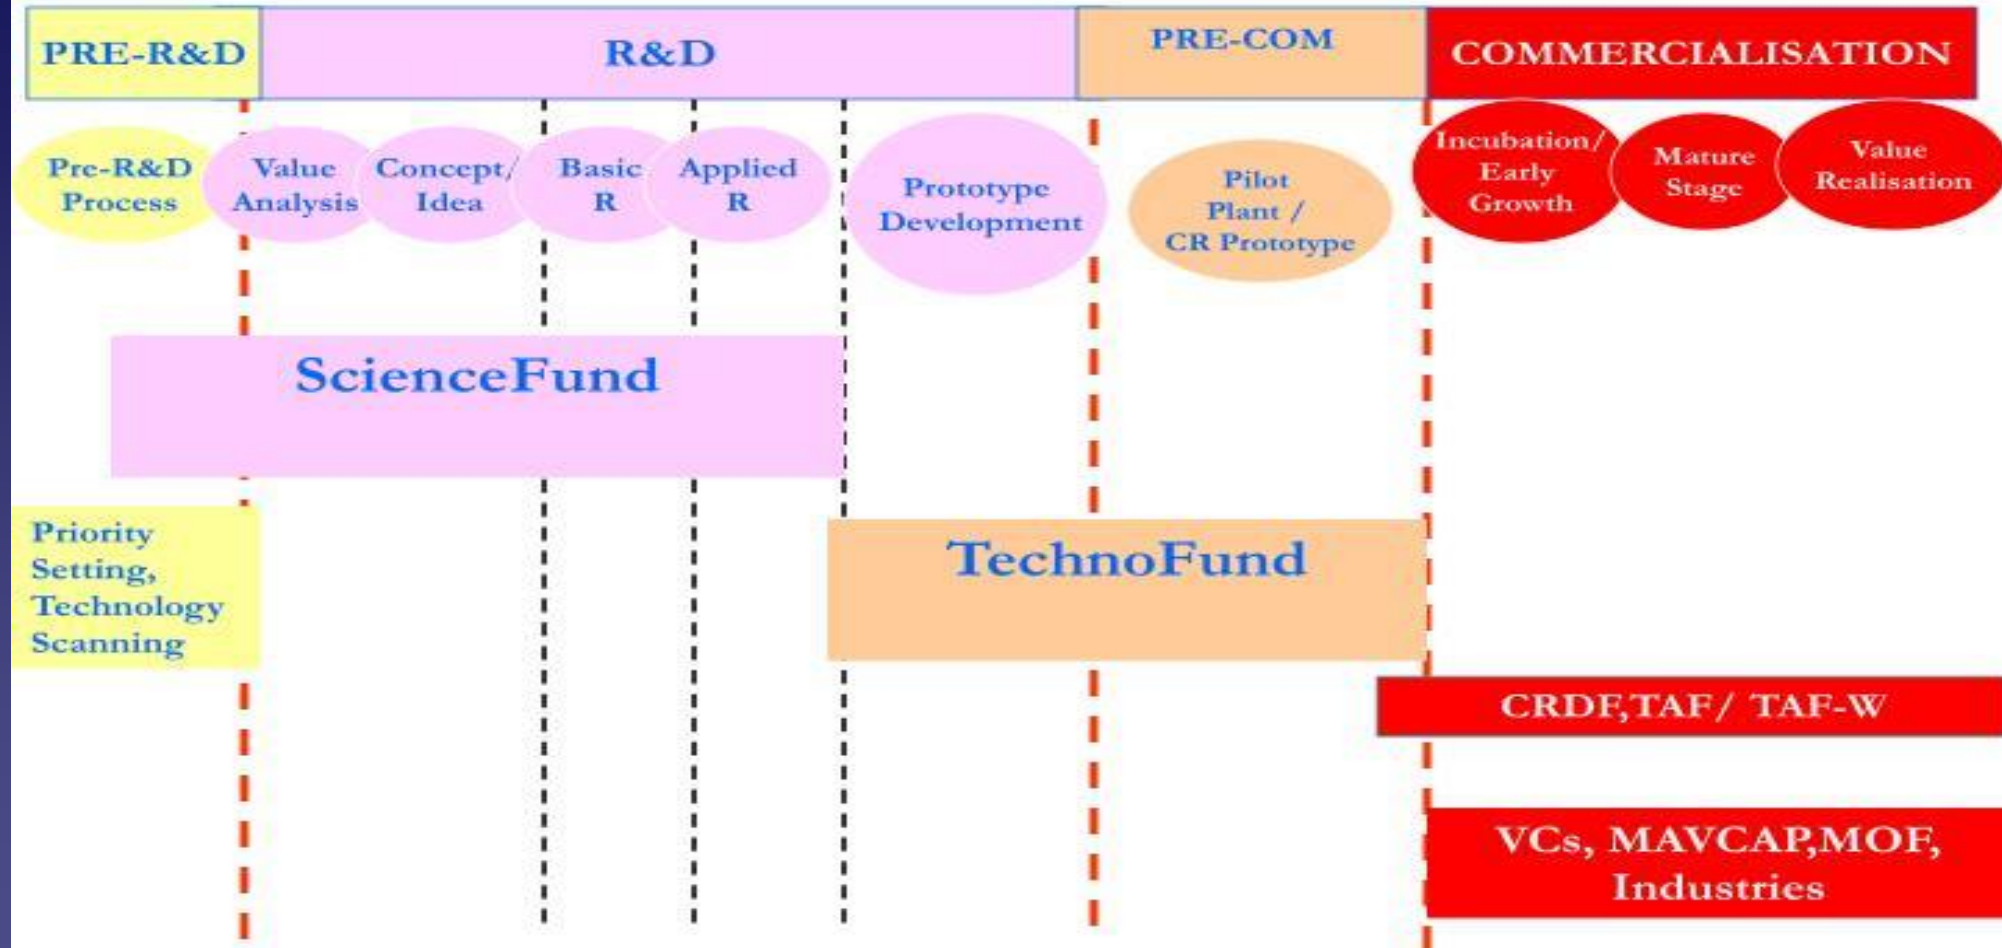 PRE-R&D
R&D
PRE-COM
COMMERCIALISATION
Pre-R&D
Process
Value
Analysis
Concept/
Idea
Basic
R
Applied
R
Prototype
Development
Pilot
Plant /
CR Prototype
Incubation/
Early
Growth
Mature
Stage
Value
Realisation
ScienceFund
Priority
Setting,
Technology
Scanning
TechnoFund
CRDF,TAF/ TAF-W
VCs, MAVCAP,MOF,
Industries